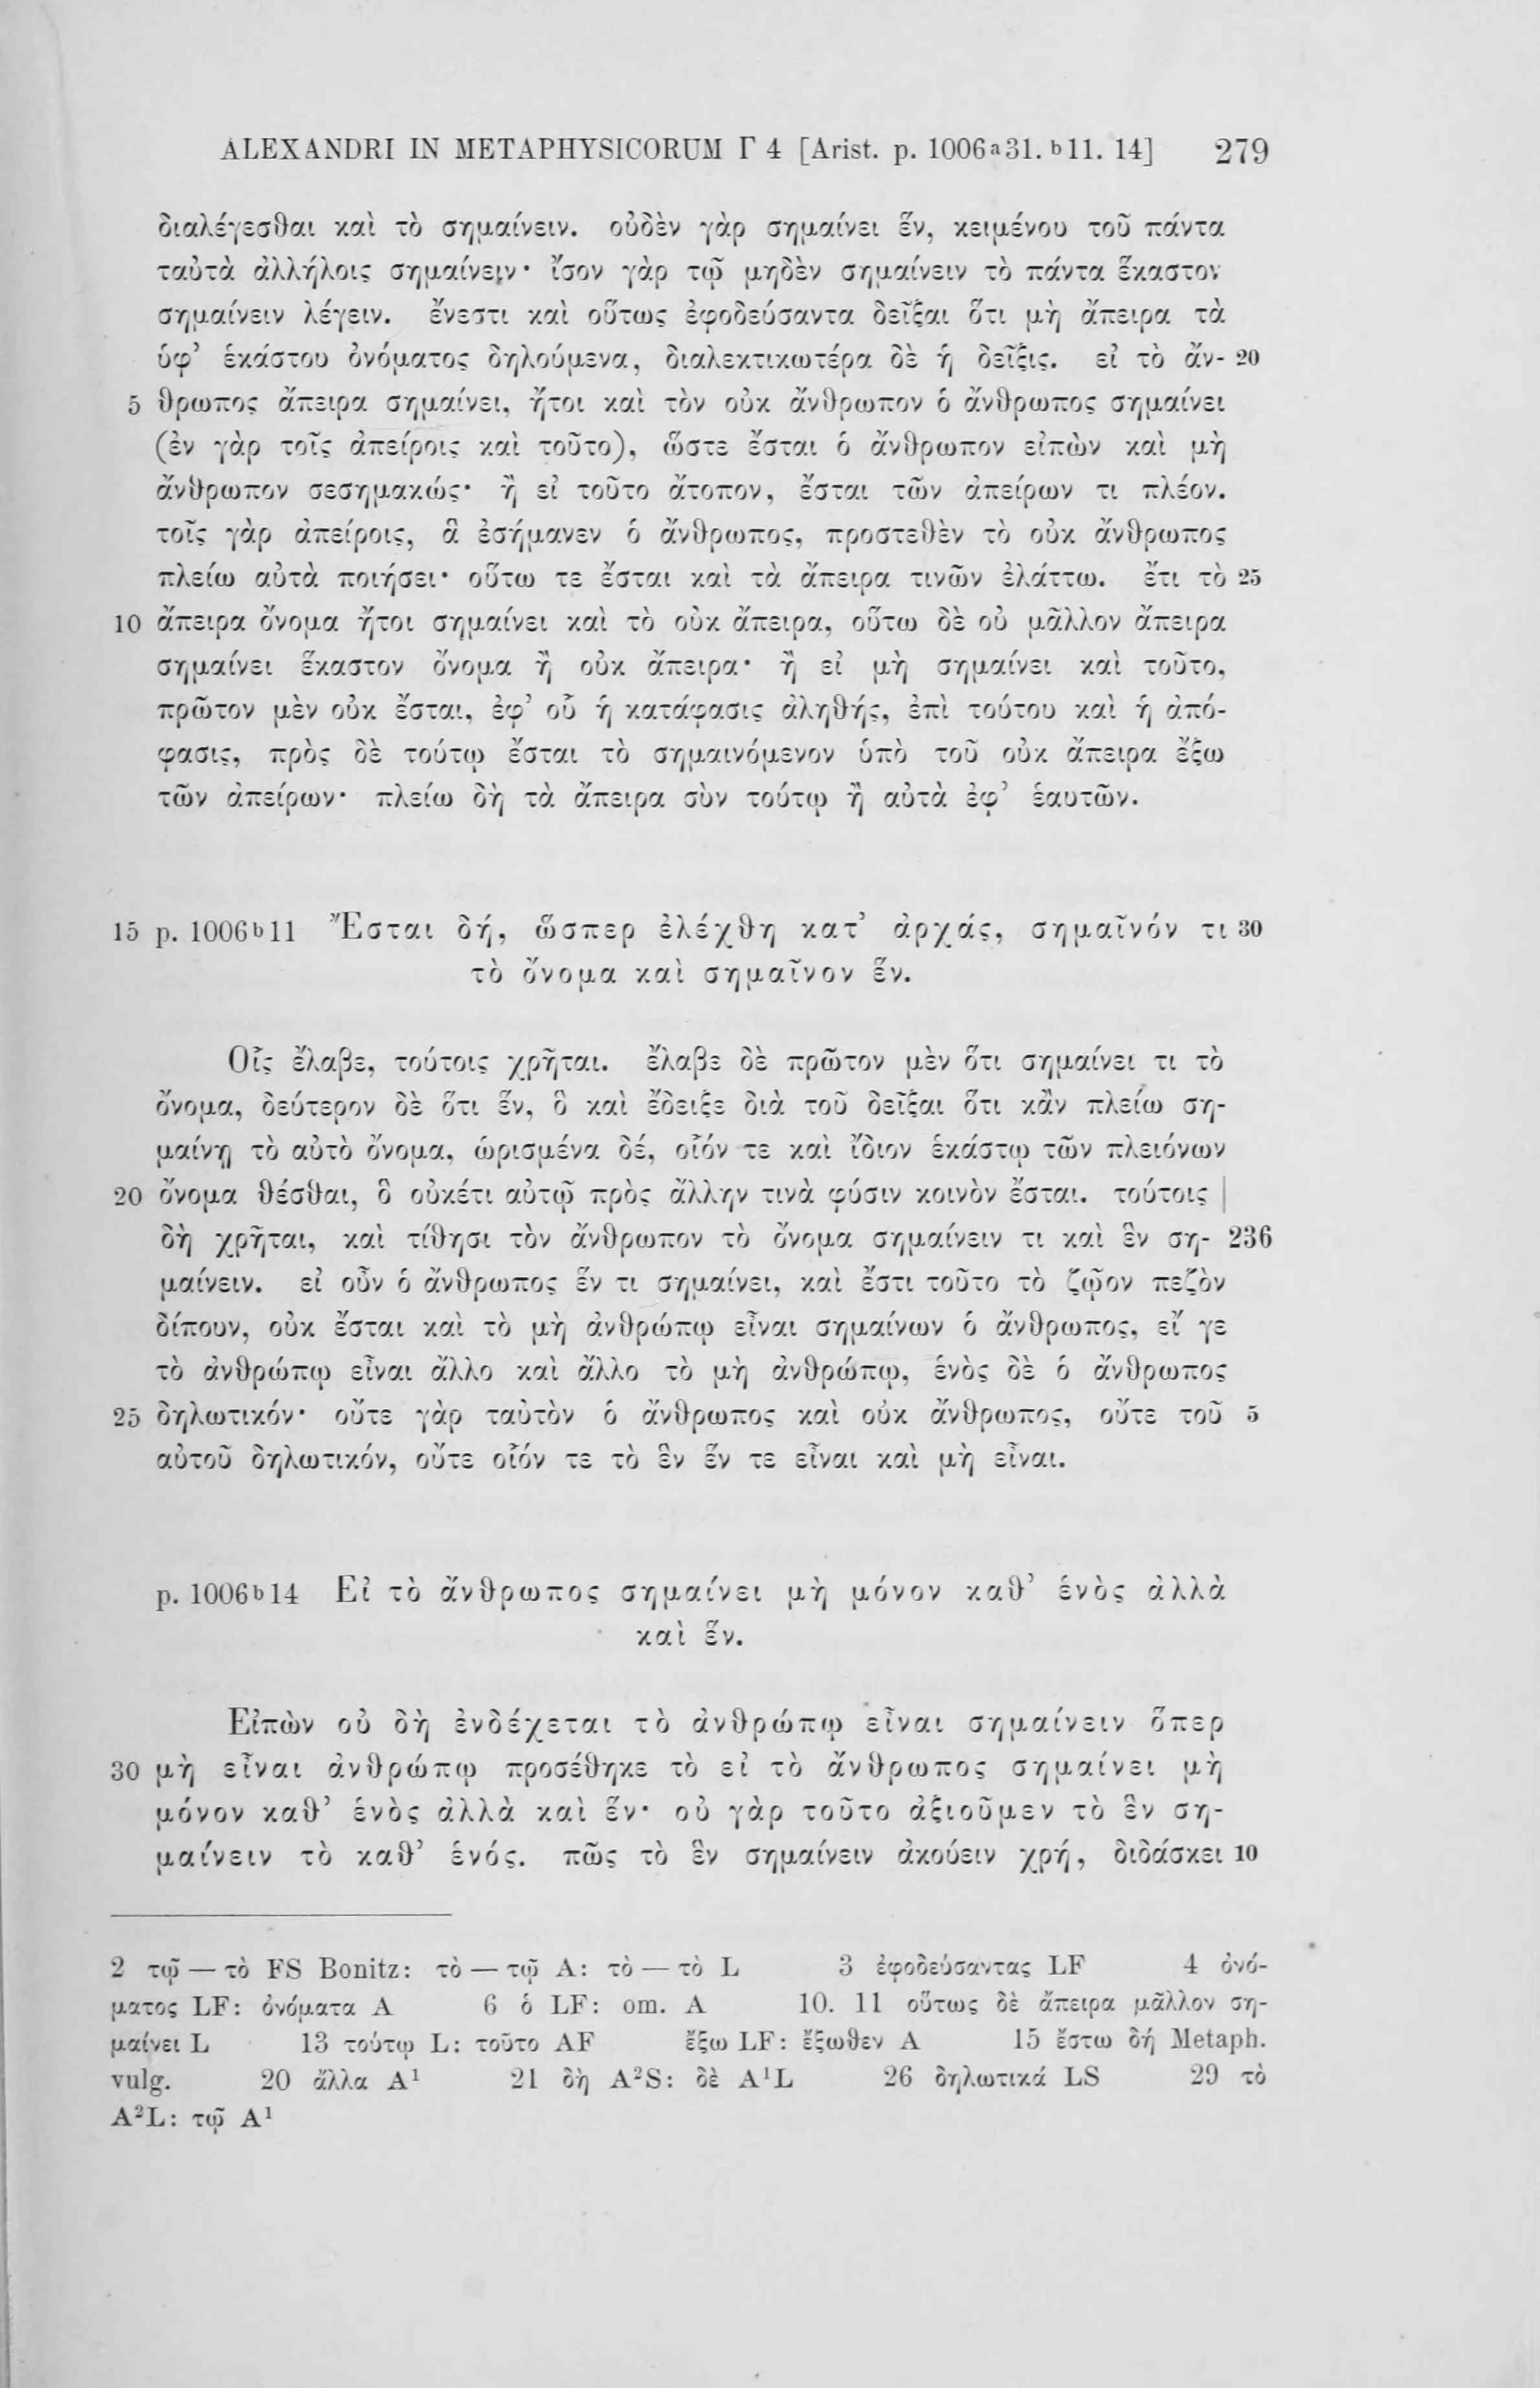 ALEXANDRI IN METAPHYSICORUM Γ 4 [Arist. p. 1006a31. b11. 14] 279
διαλέγεσθαι καὶ τὸ σημαίνειν. οὐδὲν γὰρ σημαίνει ἕν, κειμένου τοῦ πάντα
ταὐτὰ ἀλλήλοις σημαίνειν· ἴσον γὰρ τῷ μηδὲν σημαίνειν τὸ πάντα ἕκαστον
σημαίνειν λέγειν. ἔνεστι καὶ οὕτως ἐφοδεύσαντα δεῖξαι ὅτι μὴ ἄπειρα τὰ
ὑφ’ ἑκάστου ὀνόματος δηλούμενα, διαλεκτικωτέρα δὲ ἡ δεῖξις. εἰ τὸ ἄν- 20
5 θρωπος ἄπειρα σημαίνει, ἤτοι καὶ τὸν οὐκ ἄνθρωπον ὁ ἄνθρωπος σημαίνει
(ἐν γὰρ τοῖς ἀπείροις καὶ τοῦτο), ὥστε ἔσται ὁ ἄνθρωπον εἰπὼν καὶ μὴ
ἄνθρωπον σεσημακώς· ἢ εἰ τοῦτο ἄτοπον, ἔσται τῶν ἀπείρων τι πλέον.
τοῖς γὰρ ἀπείροις, ἃ ἐσήμανεν ὁ ἄνθρωπος, προστεθὲν τὸ οὐκ ἄνθρωπος
πλείω αὐτὰ ποιήσει· οὕτω τε ἔσται καὶ τὰ ἄπειρα τινῶν ἐλάττω. ἔτι τὸ 25
10 ἄπειρα ὄνομα ἤτοι σημαίνει καὶ τὸ οὐκ ἄπειρα, οὕτω δὲ οὐ μᾶλλον ἄπειρα
σημαίνει ἕκαστον ὄνομα ἢ οὐκ ἄπειρα· ἢ εἰ μὴ σημαίνει καὶ τοῦτο,
πρῶτον μὲν οὐκ ἔσται, ἐφ’ οὗ ἡ κατάφασις ἀληθής, ἐπὶ τούτου καὶ ἡ ἀπό-
φασις, πρὸς δὲ τούτῳ ἔσται τὸ σημαινόμενον ὑπὸ τοῦ οὐκ ἄπειρα ἔξω
τῶν ἀπείρων· πλείω δὴ τὰ ἄπειρα σὺν τούτῳ ἢ αὐτὰ ἐφ’ ἑαυτῶν.
15 p. 1006b11 Ἔσται δή, ὥσπερ ἐλέχθη κατ’ ἀρχάς, σημαῖνόν τι 30
τὸ ὄνομα καὶ σημαῖνον ἕν.
Οἷς ἔλαβε, τούτοις χρῆται. ἔλαβε δὲ πρῶτον μὲν ὅτι σημαίνει τι τὸ
ὄνομα, δεύτερον δὲ ὅτι ἕν, ὃ καὶ ἔδειξε διὰ τοῦ δεῖξαι ὅτι κἂν πλείω ση-
μαίνῃ τὸ αὐτὸ ὄνομα, ὡρισμένα δέ, οἷόν τε καὶ ἴδιον ἑκάστῳ τῶν πλειόνων
20 ὄνομα θέσθαι, ὃ οὐκέτι αὐτῷ πρὸς ἄλλην τινὰ φύσιν κοινὸν ἔσται. τούτοις |
δὴ χρῆται, καὶ τίθησι τὸν ἄνθρωπον τὸ ὄνομα σημαίνειν τι καὶ ἓν ση- 236
μαίνειν. εἰ οὖν ὁ ἄνθρωπος ἕν τι σημαίνει, καὶ ἔστι τοῦτο τὸ ζῷον πεζὸν
δίπουν, οὐκ ἔσται καὶ τὸ μὴ ἀνθρώπῳ εἶναι σημαίνων ὁ ἄνθρωπος, εἴ γε
τὸ ἀνθρώπῳ εἶναι ἄλλο καὶ ἄλλο τὸ μὴ ἀνθρώπῳ, ἑνὸς δὲ ὁ ἄνθρωπος
25 δηλωτικόν· οὔτε γὰρ ταὐτὸν ὁ ἄνθρωπος καὶ οὐκ ἄνθρωπος, οὔτε τοῦ 5
αὐτοῦ δηλωτικόν, οὔτε οἷόν τε τὸ ἓν ἕν τε εἶναι καὶ μὴ εἶναι.
p. 1006b14 Εἰ τὸ ἄνθρωπος σημαίνει μὴ μόνον καθ’ ἑνὸς ἀλλὰ
καὶ ἕν.
Εἰπὼν οὐ δὴ ἐνδέχεται τὸ ἀνθρώπῳ εἶναι σημαίνειν ὅπερ
30 μὴ εἶναι ἀνθρώπῳ προσέθηκε τὸ εἰ τὸ ἄνθρωπος σημαίνει μὴ
μόνον καθ’ ἑνὸς ἀλλὰ καὶ ἕν· οὐ γὰρ τοῦτο ἀξιοῦμεν τὸ ἓν ση-
μαίνειν τὸ καθ’ ἑνός. πῶς τὸ ἓν σημαίνειν ἀκούειν χρή, διδάσκει 10
2 τῷ — τὸ FS Bonitz: τὸ — τῷ A: τὸ — τὸ L 3 ἐφοδεύσαντας LF 4 ὀνό-
ματος LF: ὀνόματα A 6 ὁ LF: om. A 10. 11 οὕτως δὲ ἄπειρα μᾶλλον ση-
μαίνει L 13 τούτῳ L: τοῦτο AF ἔξω LF: ἔξωθεν A 15 ἔστω δή Metaph.
vulg. 20 ἄλλα A¹ 21 δὴ A²S: δὲ A¹L 26 δηλωτικά LS 29 τὸ
A²L: τῷ A¹